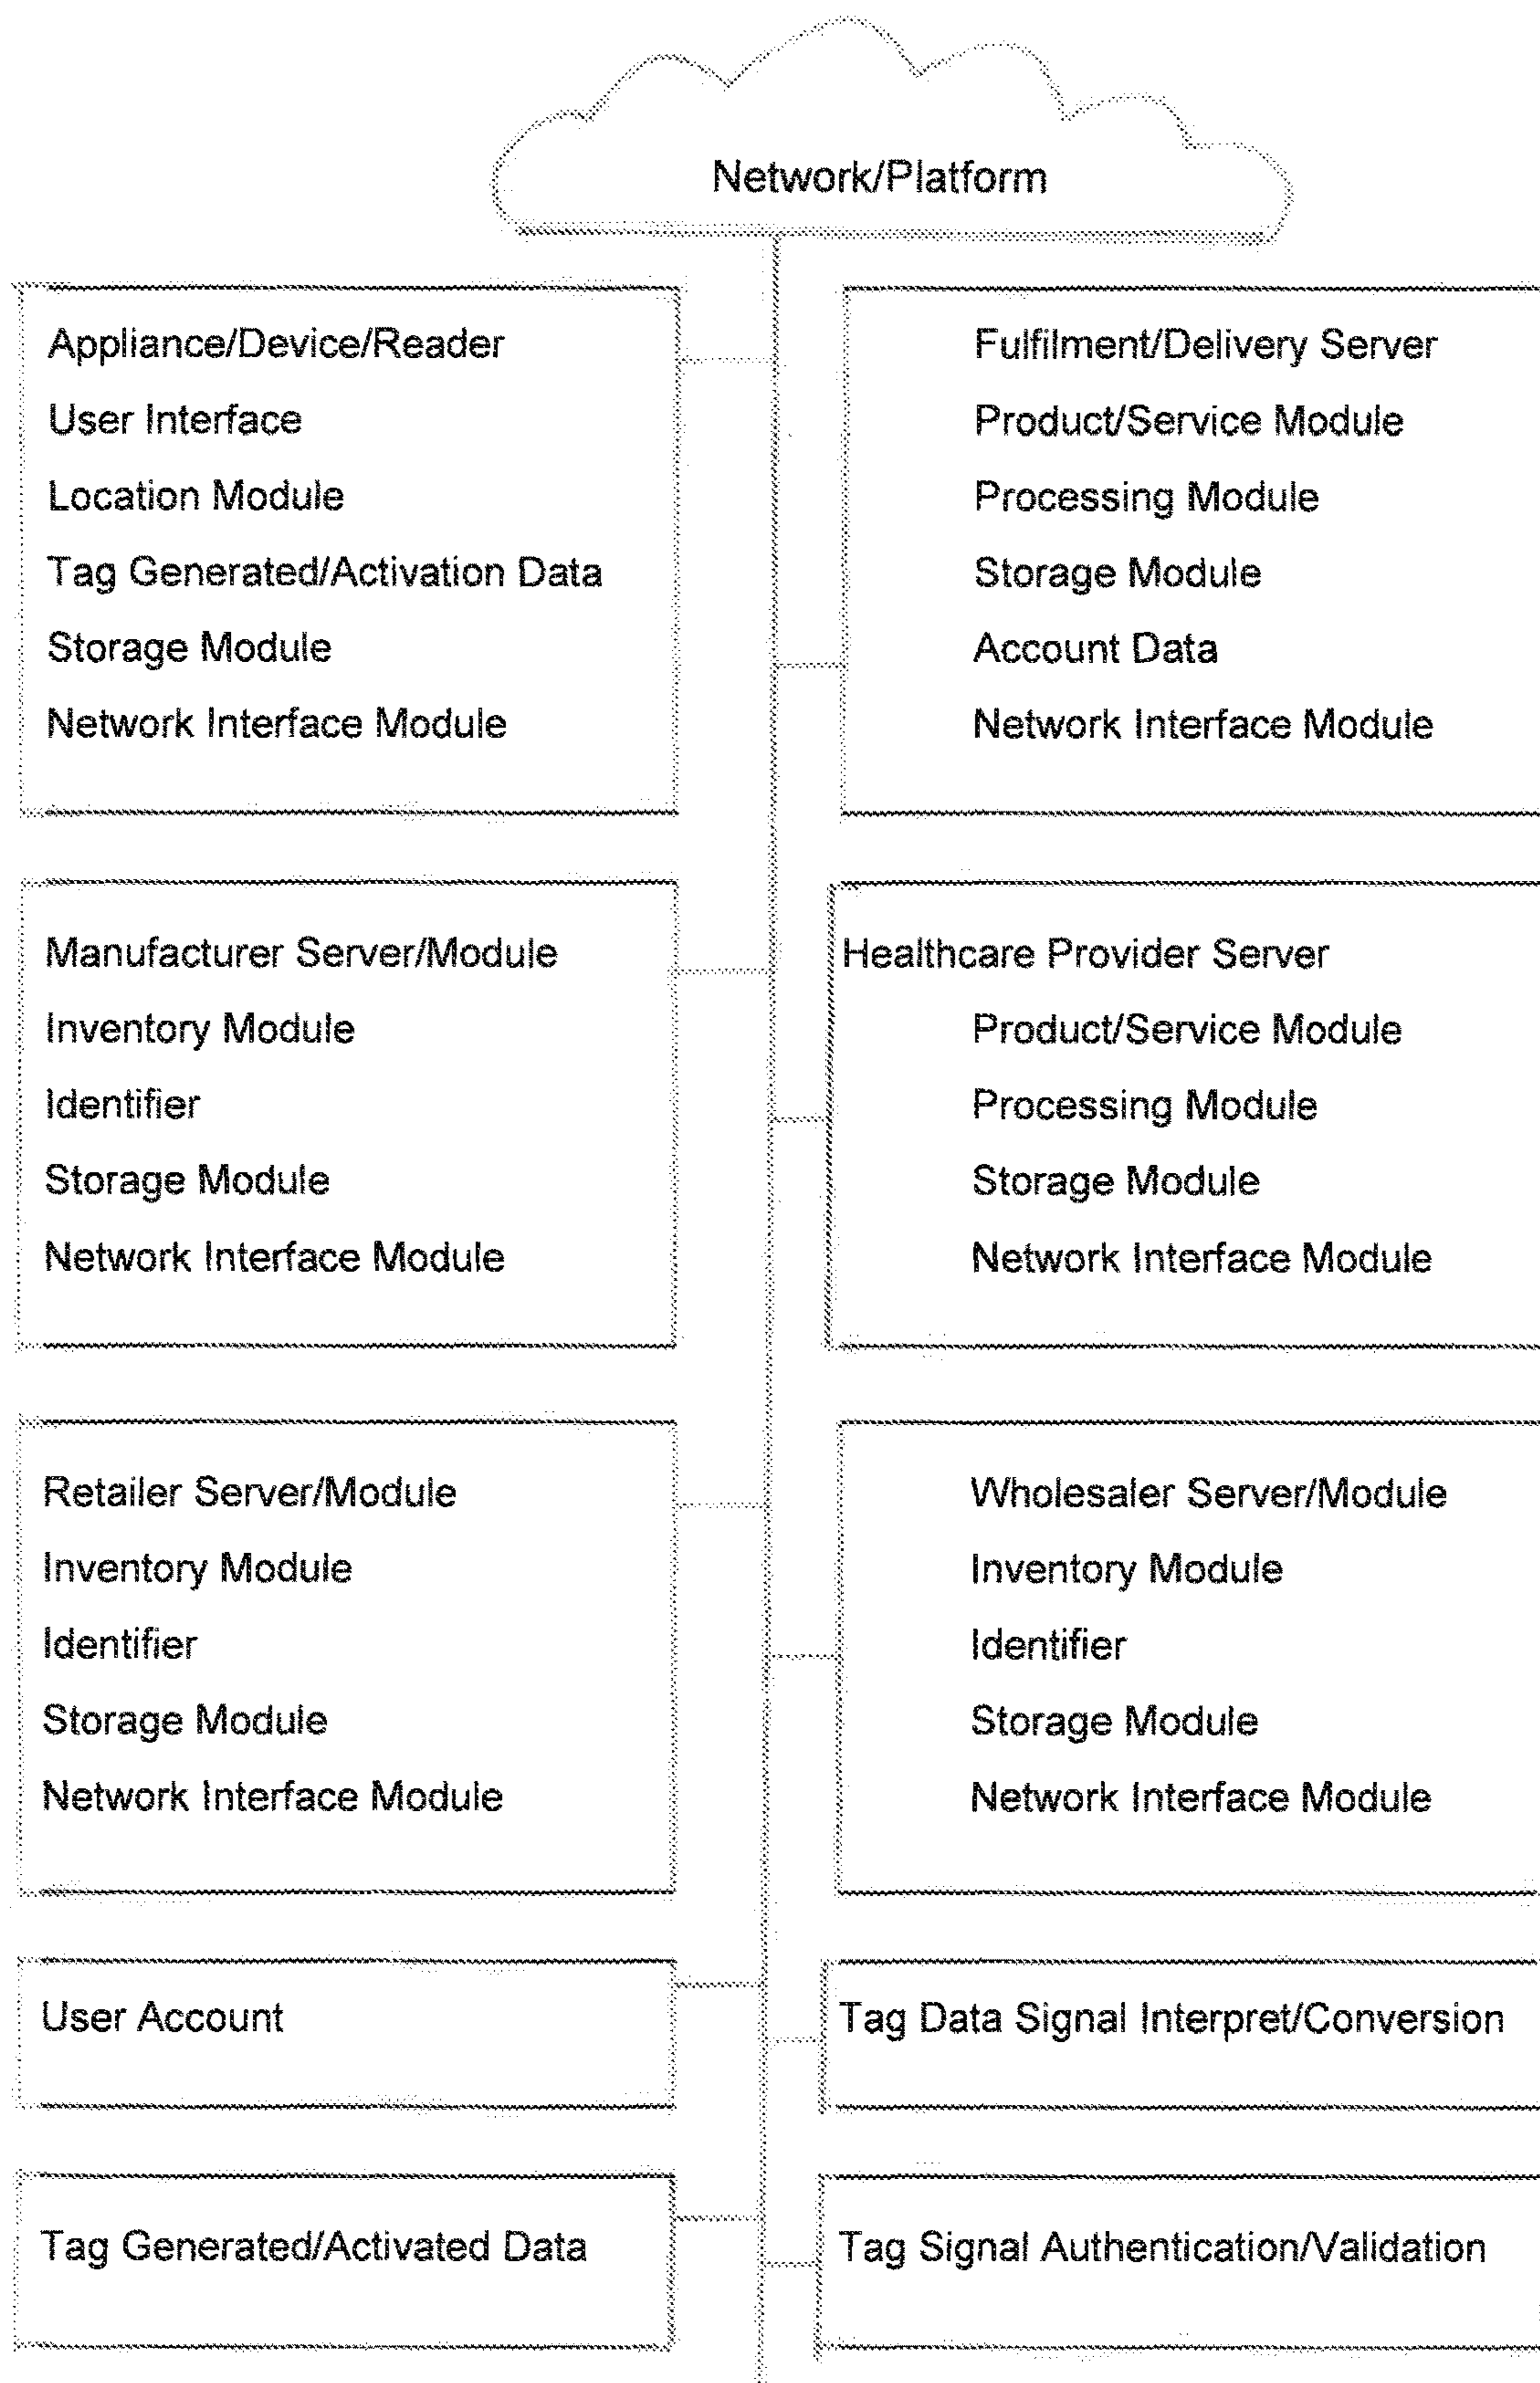 Network/Platform
Appliance/Device/Reader
User Interface
Location Module
Tag Generated/Activation Data
Storage Module
Network Interface Module
Fulfilment/Delivery Server
Product/Service Module
Processing Module
Storage Module
Account Data
Network Interface Module
Manufacturer Server/Module
Inventory Module
Identifier
Storage Module
Network Interface Module
Healthcare Provider Server
Product/Service Module
Processing Module
Storage Module
Network Interface Module
Retailer Server/Module
Inventory Module
Identifier
Storage Module
Network Interface Module
Wholesaler Server/Module
Inventory Module
Identifier
Storage Module
Network Interface Module
User Account
Tag Data Signal Interpret/Conversion
Tag Generated/Activated Data
Tag Signal Authentication/Validation